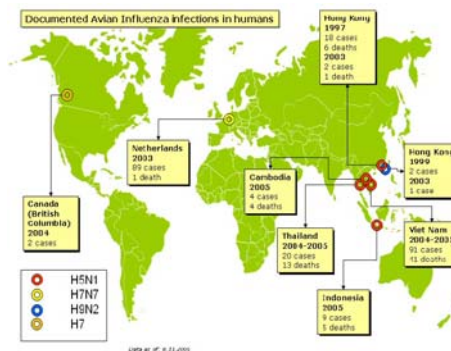 Documented Avian Influenza infections in humans
Hong Kong
1997
18 cases
6 deaths
2003
2 cases
1 death
Netherlands
2003
89 cases
1 death
Hong Kong
1999
2 cases
2003
1 case
Cambodia
2005
4 cases
4 deaths
Canada
(British
Columbia)
2004
2 cases
Thailand
2004-2005
20 cases
13 deaths
Viet Nam
91 cases
41 deaths
Indonesia
2005
9 cases
5 deaths
H5N1
H7N7
H9N2
H7